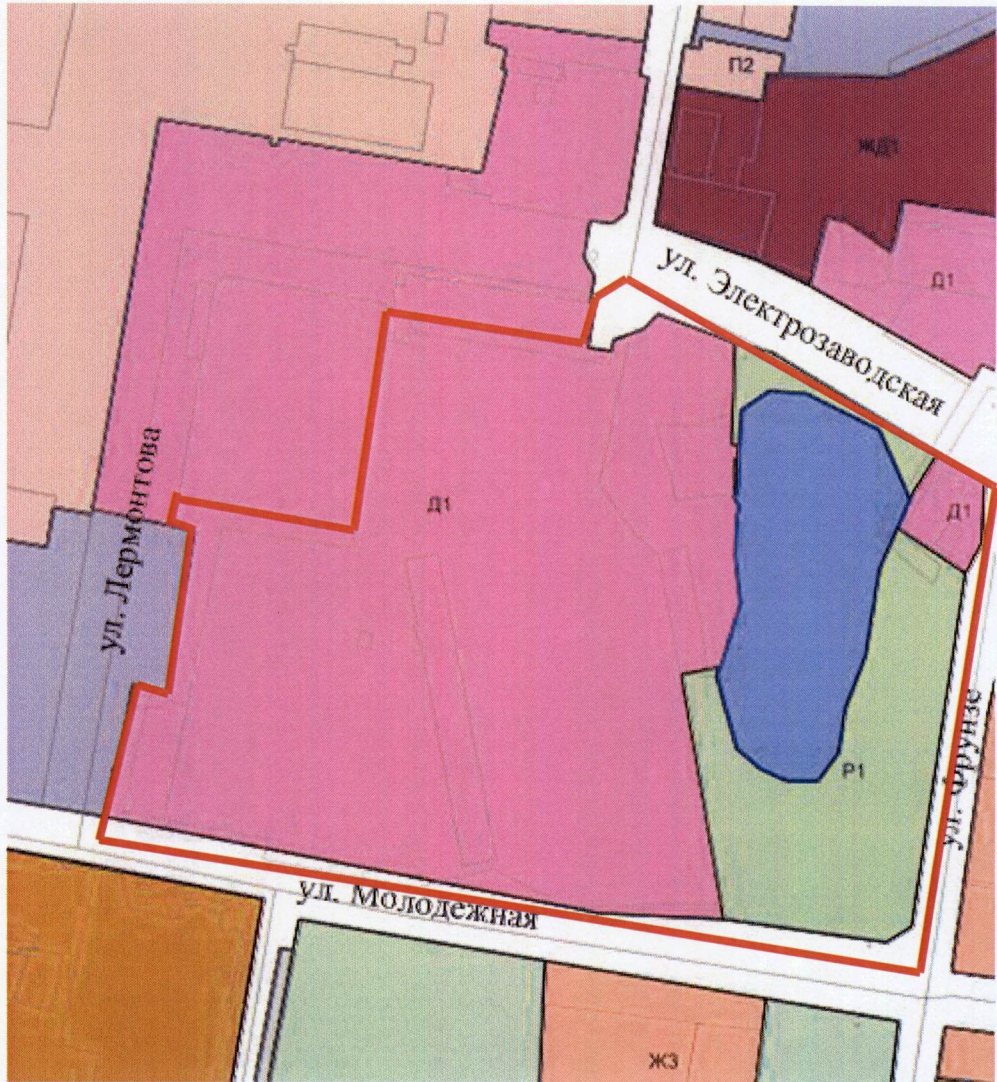 П2
ЖД1
ул. Электрозаводская
Д1
ул. Лермонтова
Д1
Д1
ул. Фрунзе
Р1
ул. Молодежная
Ж3